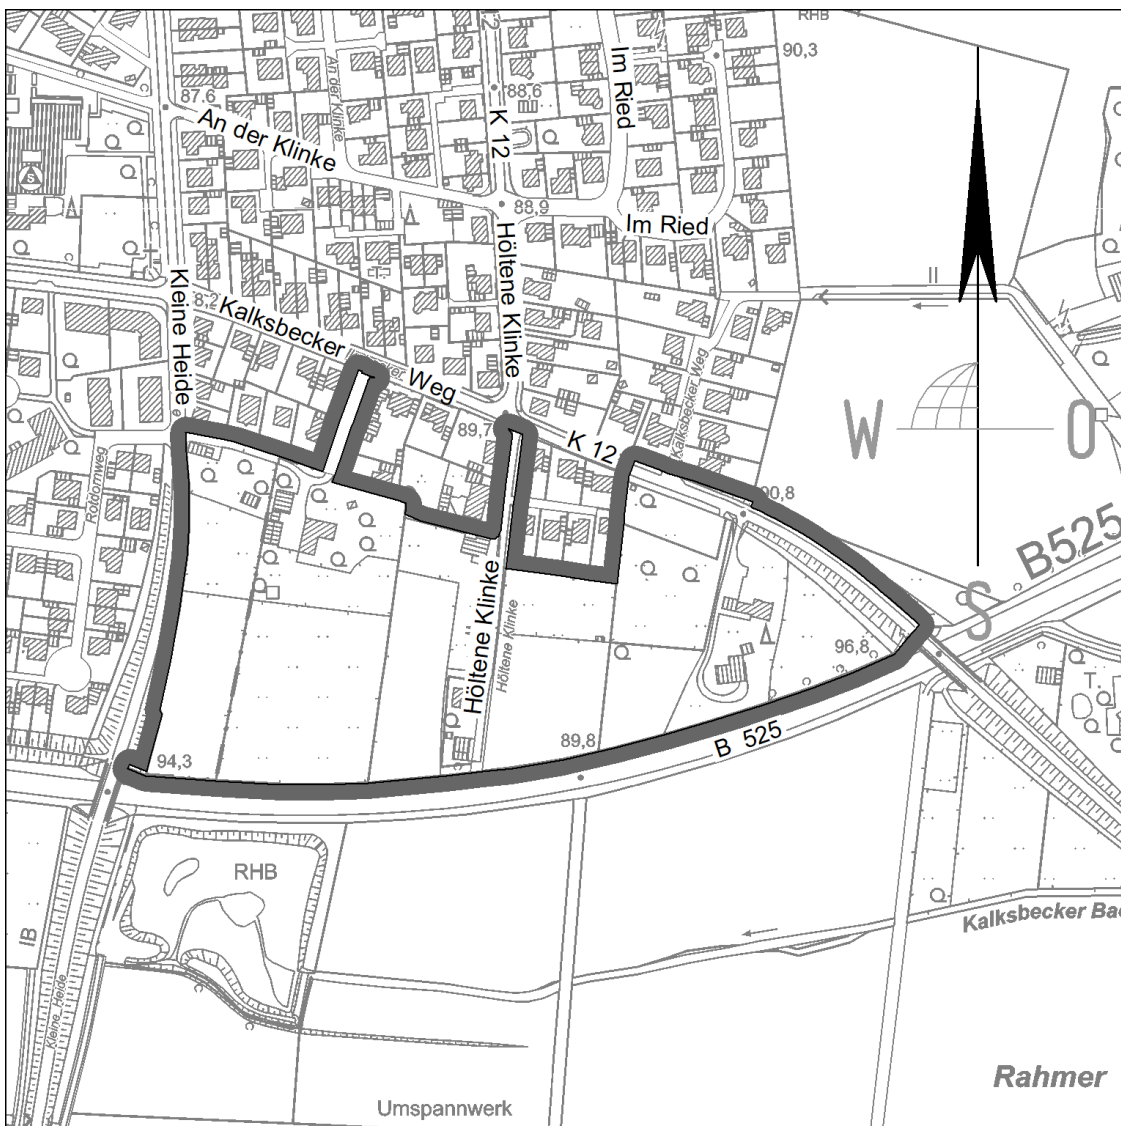 RHB
K 12
90,3
Im Ried
An der Klinke
87.6
88,6
An der Klinke
K 12
88,9
Im Ried
Höltene Klinke
Kleine Heide
Kalksbecker
Weg
II
W
O
S
Kalksbecker Weg
89,7
K 12
Rotdornweg
90,8
B525
Höltene Klinke
Höltene Klinke
96,8
T.
94,3
89,8
B 525
RHB
IB
Kleine Heide
Kalksbecker Bac
Rahmer
Umspannwerk